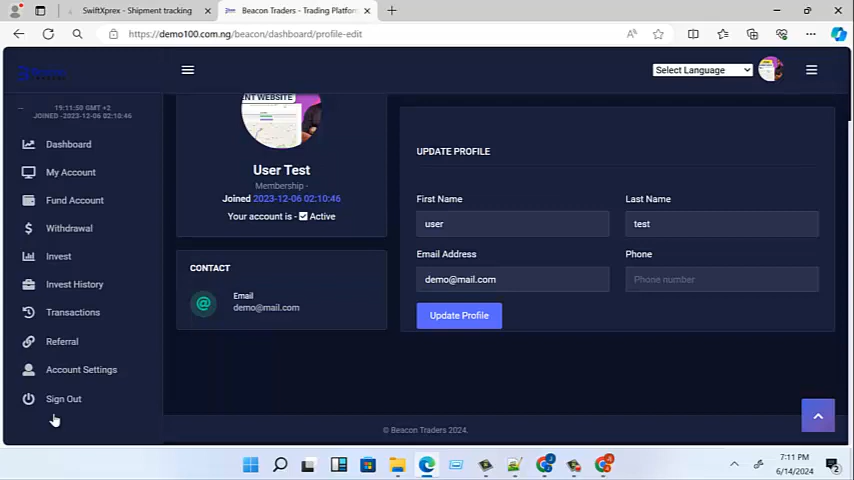 SwiftXprex - Shipment tracking
Beacon Traders - Trading Platfor
https://demo100.com.ng/beacon/dashboard/profile-edit
Select Language
19:11:50 GMT +2
JOINED -2023-12-06 02:10:46
Dashboard
My Account
Fund Account
Withdrawal
Invest
Invest History
Transactions
Referral
Account Settings
Sign Out
NT WEBSITE
User Test
Membership -
Joined 2023-12-06 02:10:46
Your account is - Active
CONTACT
Email
demo@mail.com
UPDATE PROFILE
First Name
Last Name
user
test
Email Address
Phone
demo@mail.com
Phone number
Update Profile
© Beacon Traders 2024.
7:11 PM
6/14/2024